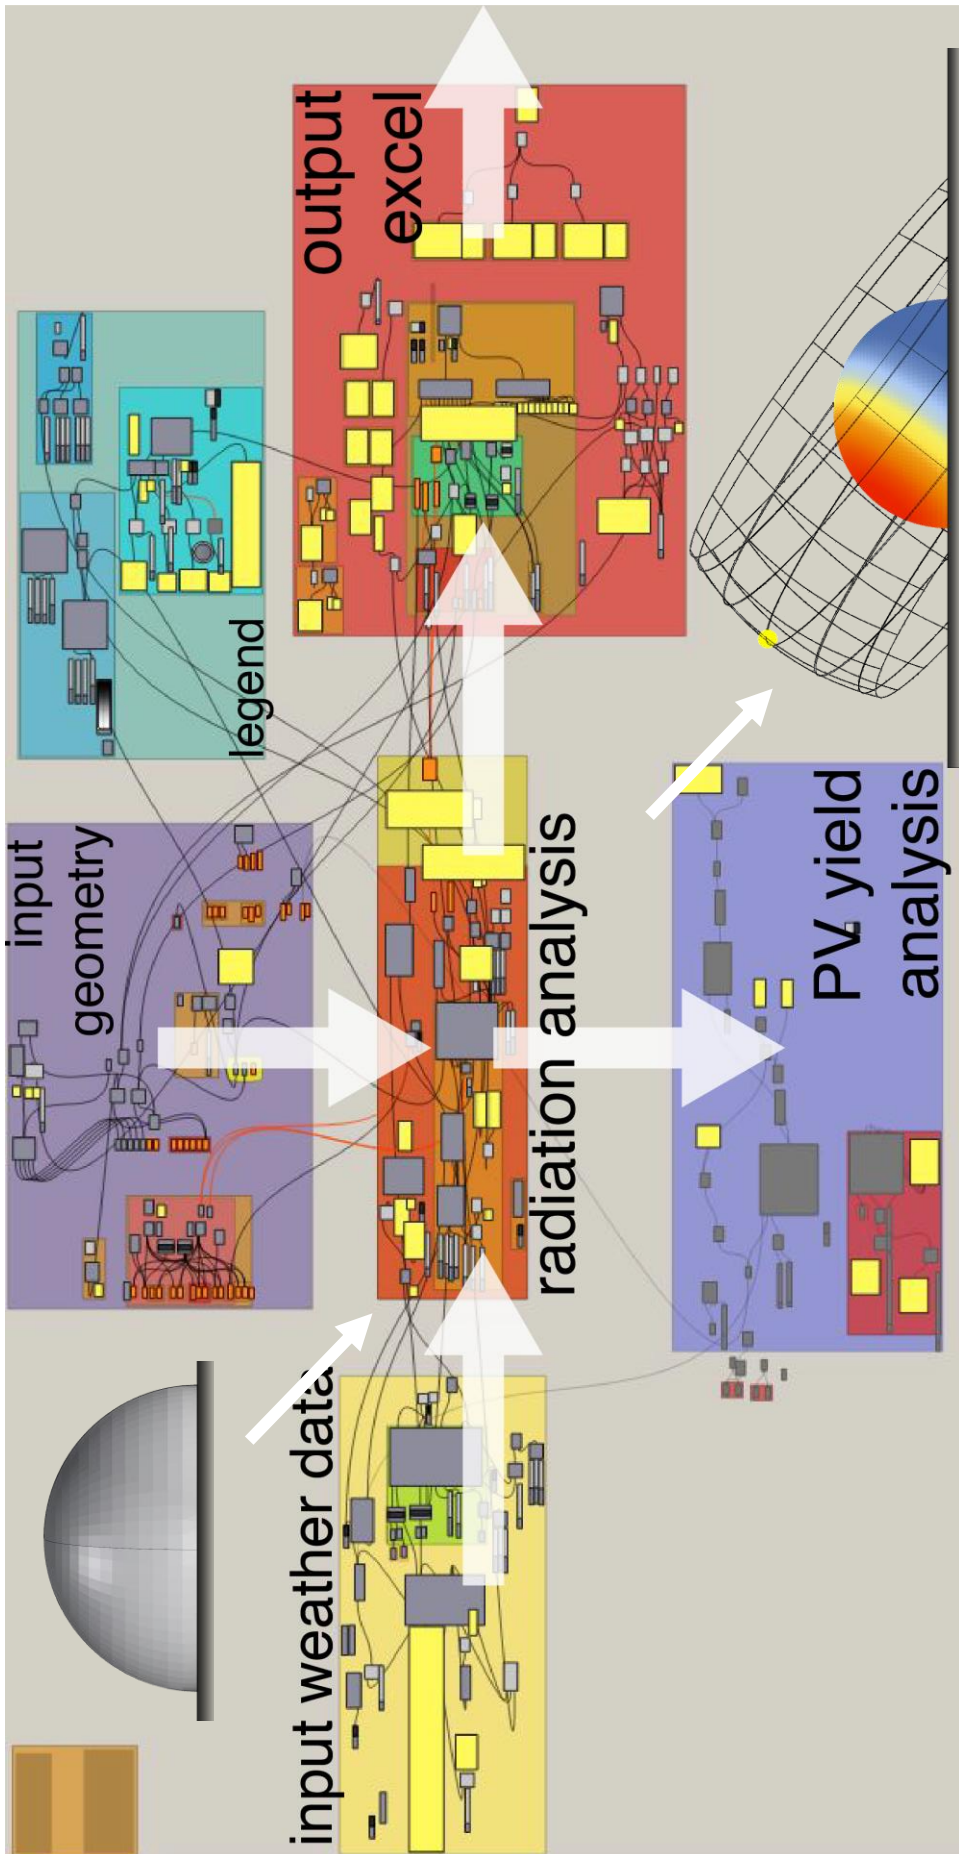 input weather data
input
geometry
radiation analysis
legend
output
excel
PV yield
analysis